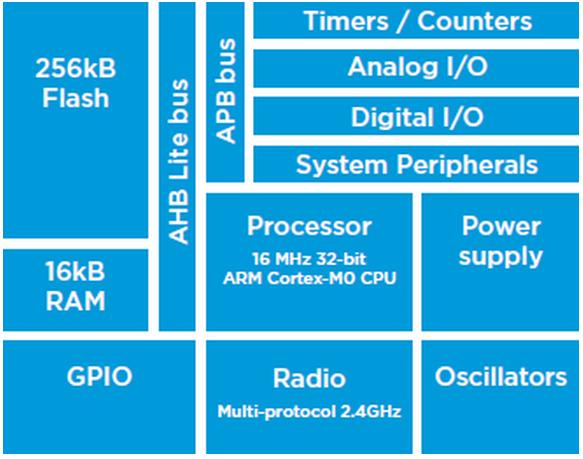 256kB
Flash
16kB
RAM
AHB Lite bus
APB bus
Timers / Counters
Analog I/O
Digital I/O
System Peripherals
Processor
16 MHz 32-bit
ARM Cortex-M0 CPU
Power
supply
GPIO
Radio
Multi-protocol 2.4GHz
Oscillators